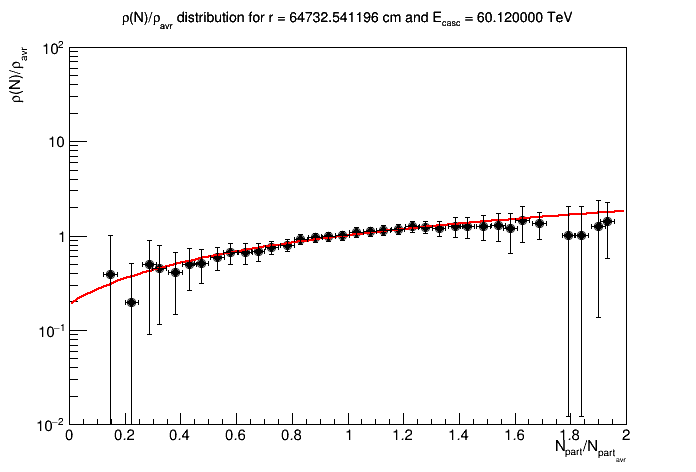 ρ(N)/ρavr distribution for r = 64732.541196 cm and Ecasc = 60.120000 TeV
ρ(N)/ρavr
10²
10
1
10⁻¹
10⁻²
0 0.2 0.4 0.6 0.8 1 1.2 1.4 1.6 1.8 2
Npart/Npartavr